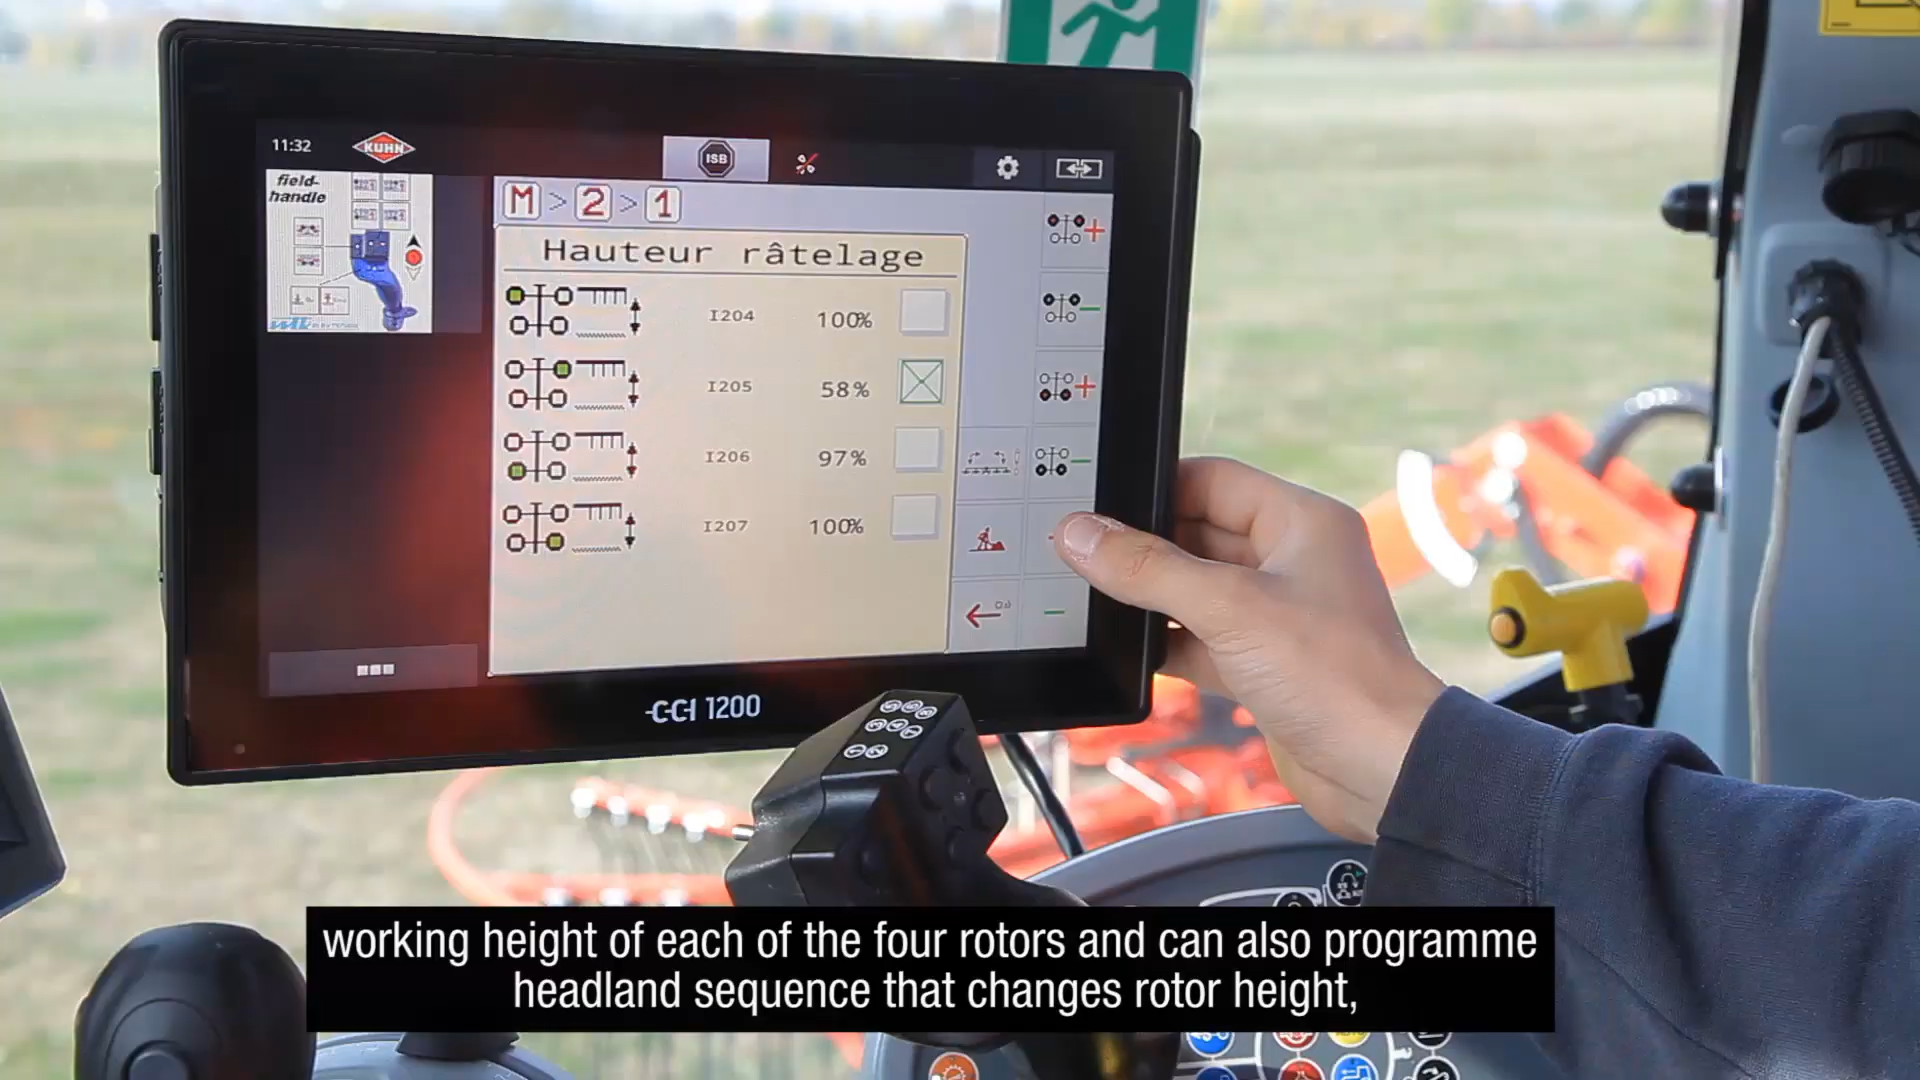 11:32
KUHN
ISB
field-
handle
M > 2 > 1
Hauteur râtelage
I204 100%
I205 58%
I206 97%
I207 100%
CCI 1200
working height of each of the four rotors and can also programme
headland sequence that changes rotor height,